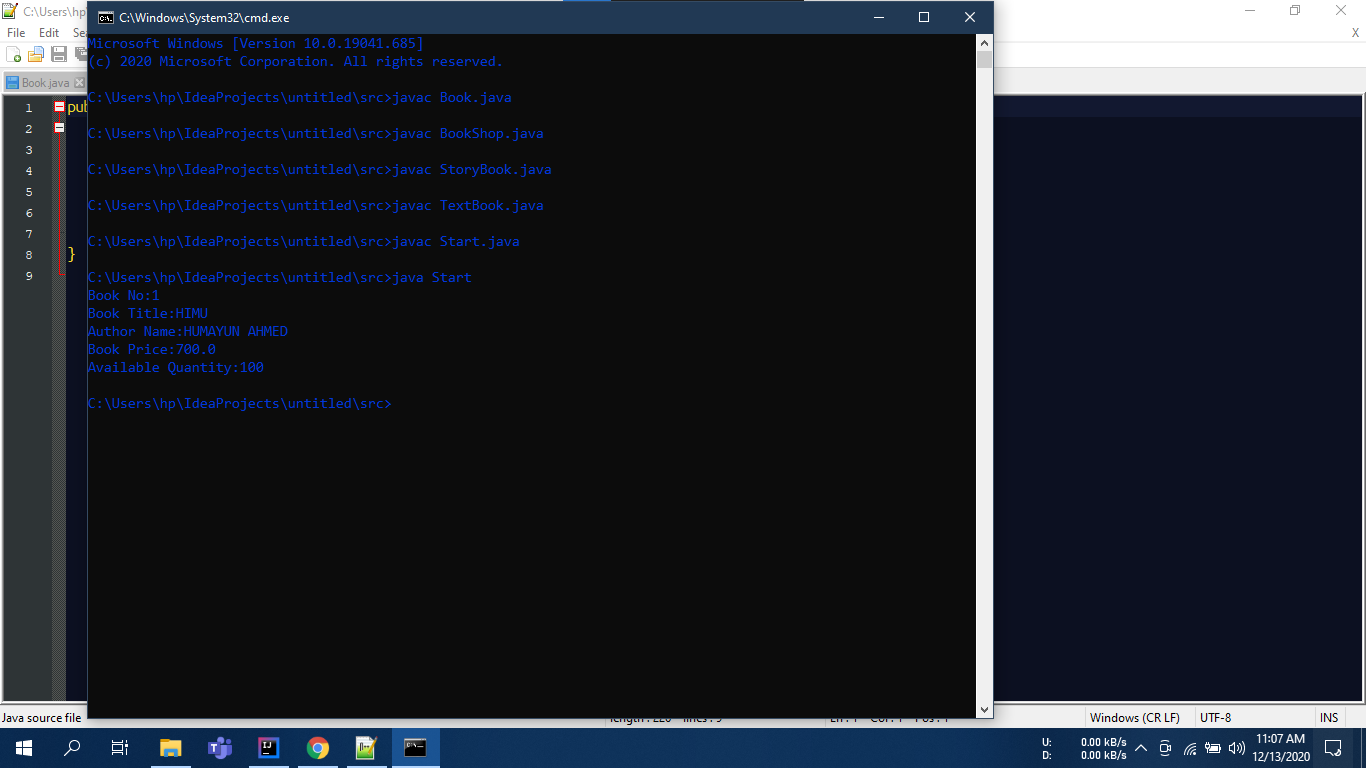 C:\Users\hp
C:\Windows\System32\cmd.exe
File Edit Sea
X
Book.java
Microsoft Windows [Version 10.0.19041.685]
(c) 2020 Microsoft Corporation. All rights reserved.
C:\Users\hp\IdeaProjects\untitled\src>javac Book.java
C:\Users\hp\IdeaProjects\untitled\src>javac BookShop.java
C:\Users\hp\IdeaProjects\untitled\src>javac StoryBook.java
C:\Users\hp\IdeaProjects\untitled\src>javac TextBook.java
C:\Users\hp\IdeaProjects\untitled\src>javac Start.java
C:\Users\hp\IdeaProjects\untitled\src>java Start
Book No:1
Book Title:HIMU
Author Name:HUMAYUN AHMED
Book Price:700.0
Available Quantity:100
C:\Users\hp\IdeaProjects\untitled\src>
1 pub
2
3
4
5
6
7
8 }
9
Java source file
Windows (CR LF) UTF-8 INS
U: 0.00 kB/s
D: 0.00 kB/s
11:07 AM
12/13/2020